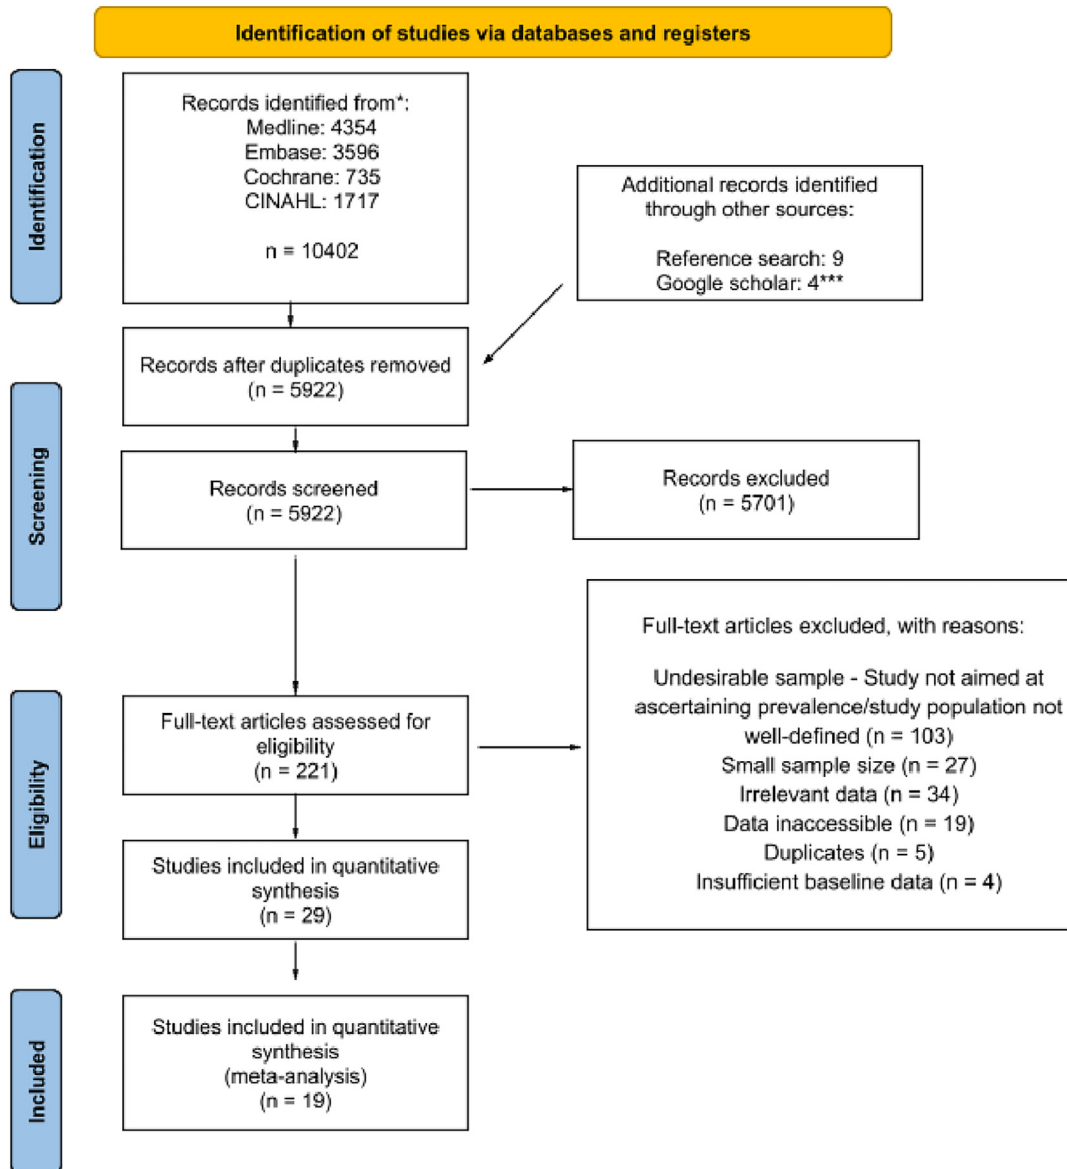 Identification of studies via databases and registers
Identification
Records identified from*:
Medline: 4354
Embase: 3596
Cochrane: 735
CINAHL: 1717
n = 10402
Additional records identified
through other sources:
Reference search: 9
Google scholar: 4***
Records after duplicates removed
(n = 5922)
Screening
Records screened
(n = 5922)
Records excluded
(n = 5701)
Eligibility
Full-text articles assessed for
eligibility
(n = 221)
Full-text articles excluded, with reasons:
Undesirable sample - Study not aimed at
ascertaining prevalence/study population not
well-defined (n = 103)
Small sample size (n = 27)
Irrelevant data (n = 34)
Data inaccessible (n = 19)
Duplicates (n = 5)
Insufficient baseline data (n = 4)
Studies included in quantitative
synthesis
(n = 29)
Included
Studies included in quantitative
synthesis
(meta-analysis)
(n = 19)